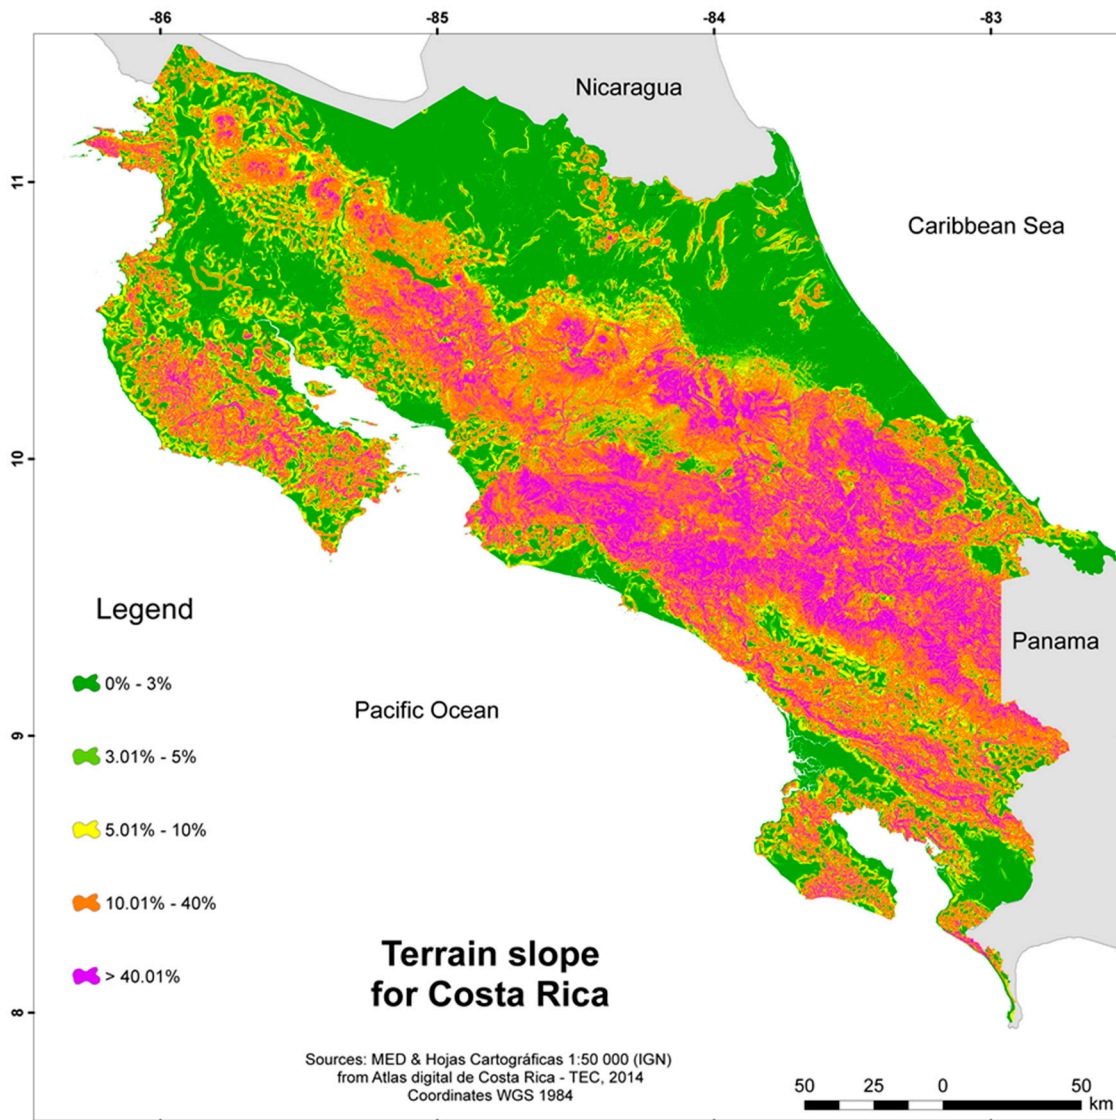 -86
-85
-84
-83
Nicaragua
11
Caribbean Sea
10
Legend
Panama
0% - 3%
Pacific Ocean
9
3.01% - 5%
5.01% - 10%
10.01% - 40%
Terrain slope
for Costa Rica
> 40.01%
8
Sources: MED & Hojas Cartográficas 1:50 000 (IGN)
from Atlas digital de Costa Rica - TEC, 2014
Coordinates WGS 1984
50 25 0 50
km